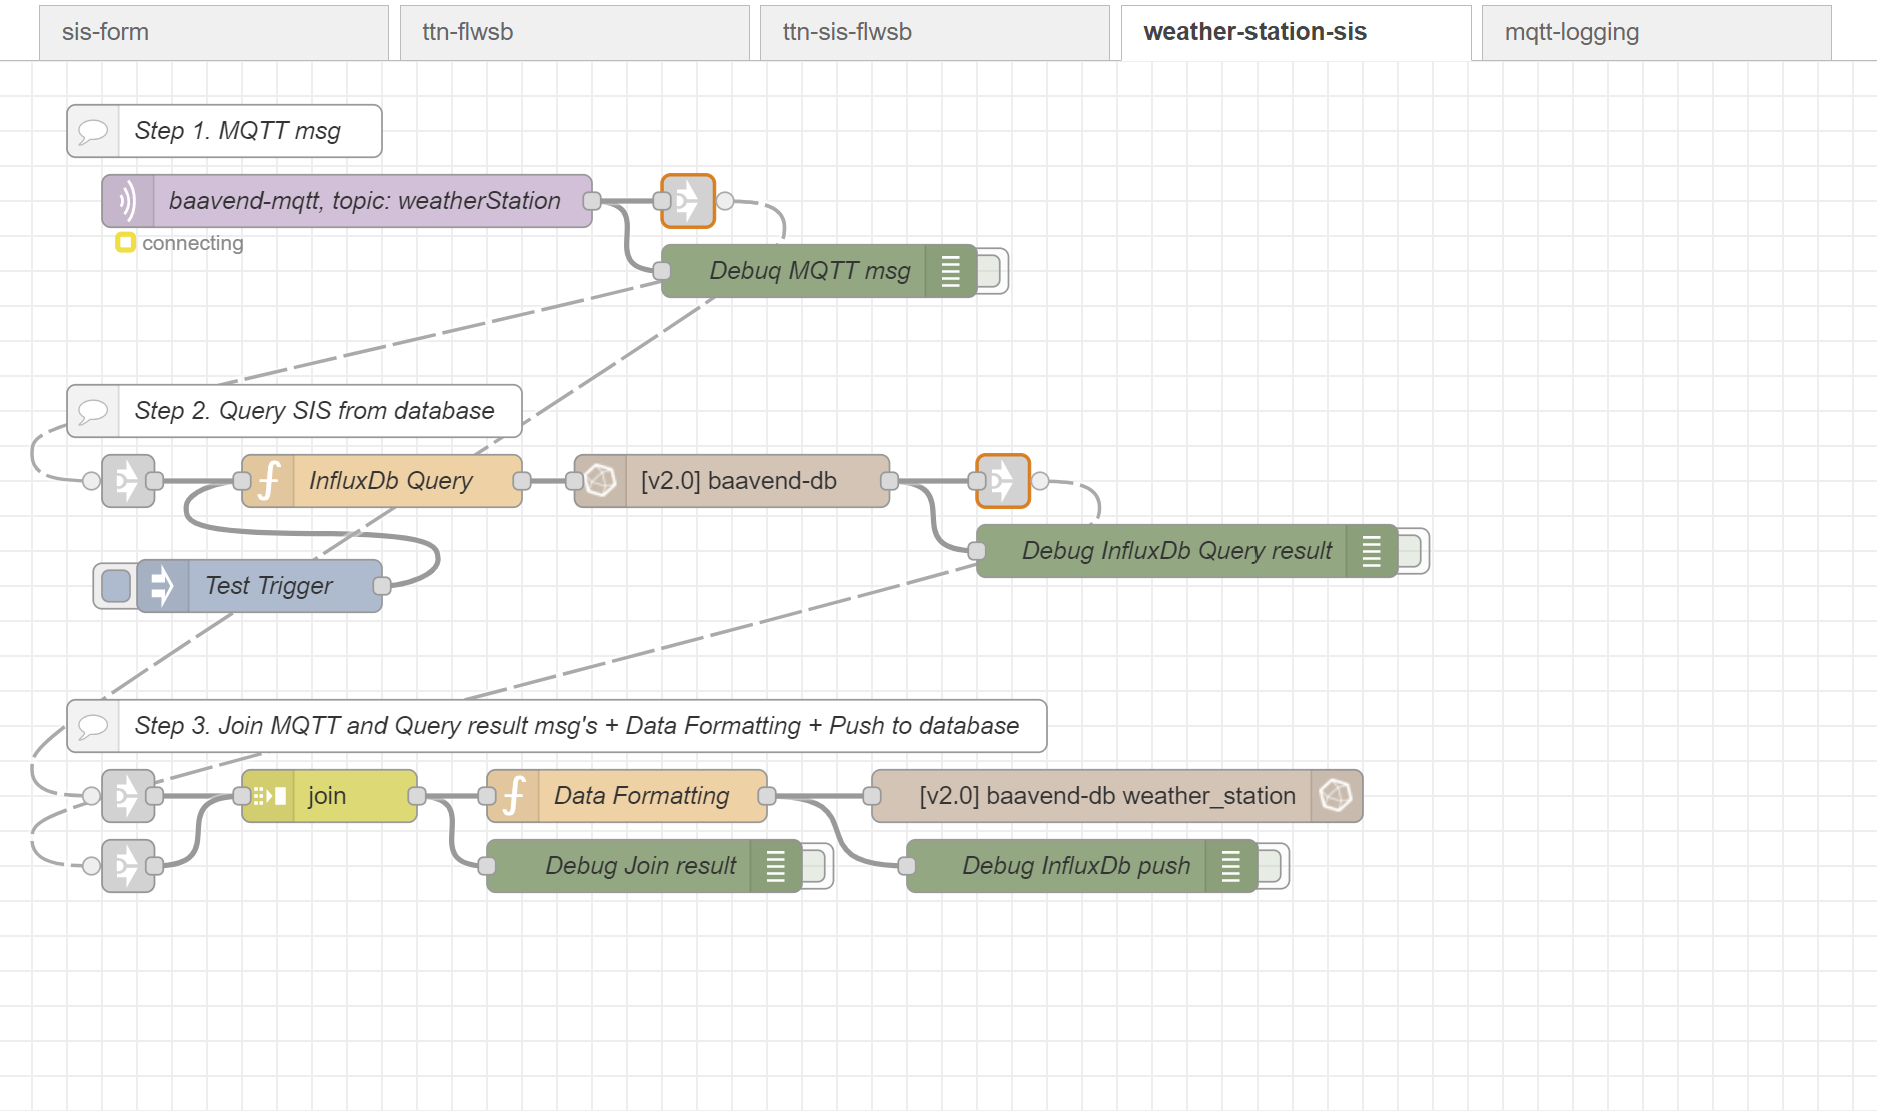 sis-form
ttn-flwsb
ttn-sis-flwsb
weather-station-sis
mqtt-logging
Step 1. MQTT msg
baavend-mqtt, topic: weatherStation
connecting
Debuq MQTT msg
Step 2. Query SIS from database
InfluxDb Query
[v2.0] baavend-db
Debug InfluxDb Query result
Test Trigger
Step 3. Join MQTT and Query result msg's + Data Formatting + Push to database
join
Data Formatting
[v2.0] baavend-db weather_station
Debug Join result
Debug InfluxDb push